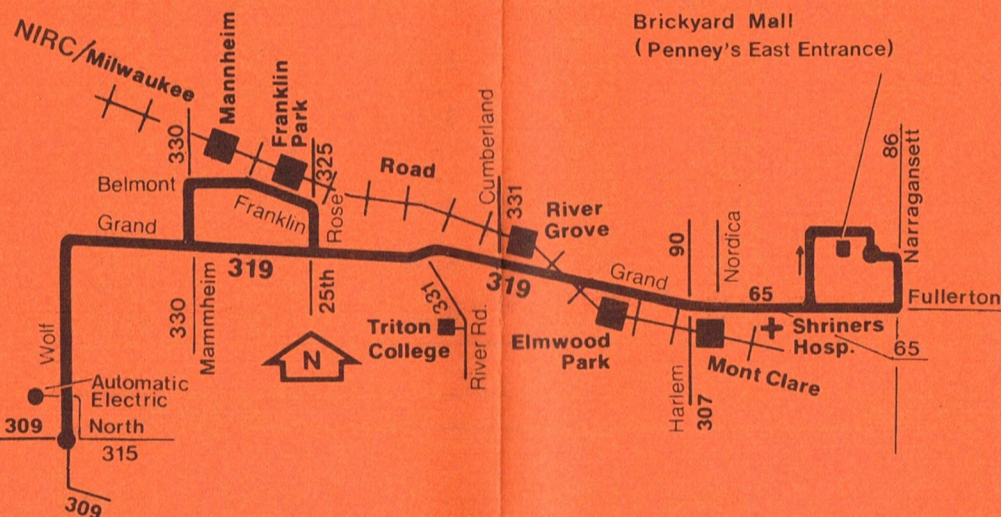 Brickyard Mall
(Penney's East Entrance)
NIRC/Milwaukee
Road
Mannheim
Franklin
Park
330
325
Cumberland
331
River
Grove
86
Narragansett
Belmont
Franklin
Rose
Grand
319
330
Mammheim
25th
N
331
Triton
College
River Rd.
319
Grand
90
Nordica
65
Fullerton
Elmwood
Park
Shriners
Hosp.
65
Mont Clare
Harlem
307
Wolf
Automatic
Electric
309
North
315
309